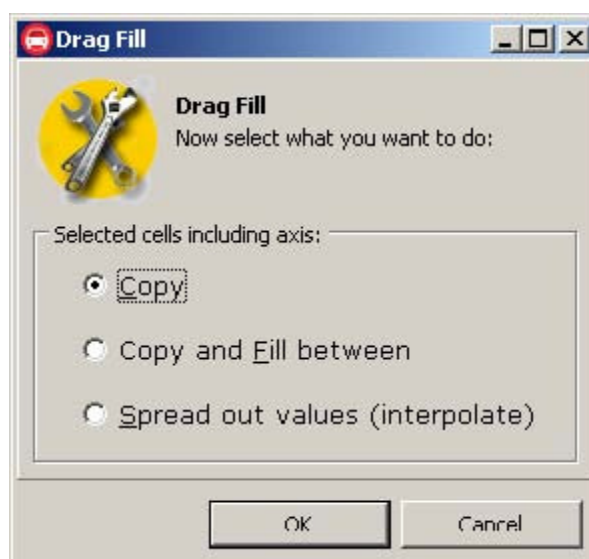 Drag Fill
Drag Fill
Now select what you want to do:
Selected cells including axis:
Copy
Copy and Fill between
Spread out values (interpolate)
OK
Cancel